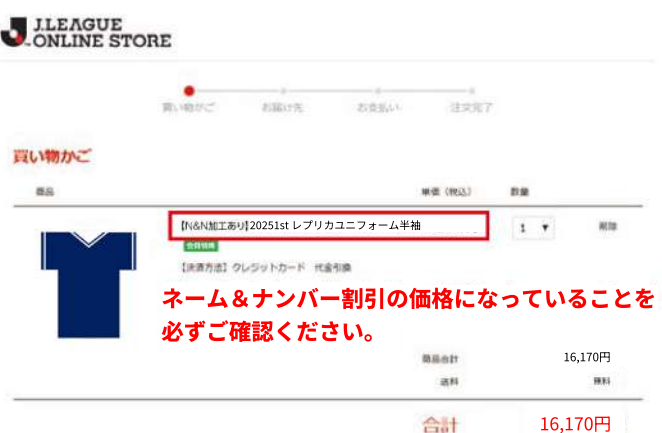 J.LEAGUE
ONLINE STORE
買い物かご お届け先 お支払い 注文完了
買い物かご
商品 単価（税込） 数量
【N&N加工あり】20251st レプリカユニフォーム半袖 1 ▼ 削除
会員価格
【決済方法】クレジットカード 代金引換
ネーム＆ナンバー割引の価格になっていることを
必ずご確認ください。
商品合計 16,170円
送料 無料
合計 16,170円